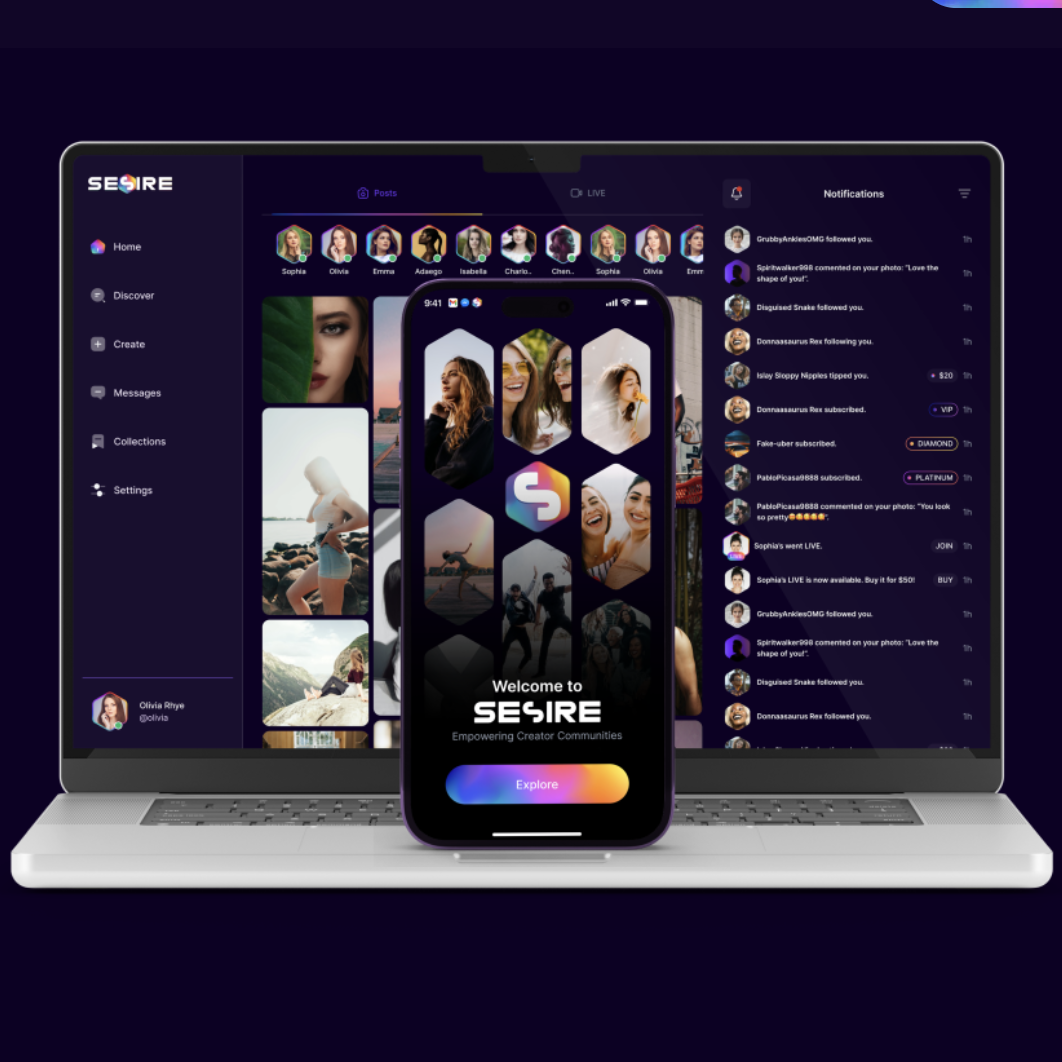 SESIRE
Home
Discover
Create
Messages
Collections
Settings
Olivia Rhye
@olivia
Posts
LIVE
Sophia
Olivia
Emma
Adaego
Isabella
Charlo..
Chen..
Sophia
Olivia
Emm
9:41
Welcome to
SESIRE
Empowering Creator Communities
Explore
Notifications
GrubbyAnklesOMG followed you. 1h
Spiritwalker998 comented on your photo: "Love the
shape of you!". 1h
Disguised Snake followed you. 1h
Donnaasaurus Rex following you. 1h
Islay Sloppy Nipples tipped you. $20 1h
Donnaasaurus Rex subscribed. VIP 1h
Fake-uber subscribed. DIAMOND 1h
PabloPicasa9888 subscribed. PLATINUM 1h
PabloPicasa9888 commented on your photo: "You look
so pretty😍😍😍😍😍". 1h
LIVE
Sophia's went LIVE. JOIN 1h
Sophia's LIVE is now available. Buy it for $50! BUY 1h
GrubbyAnklesOMG followed you. 1h
Spiritwalker998 comented on your photo: "Love the
shape of you!". 1h
Disguised Snake followed you. 1h
Donnaasaurus Rex followed you. 1h